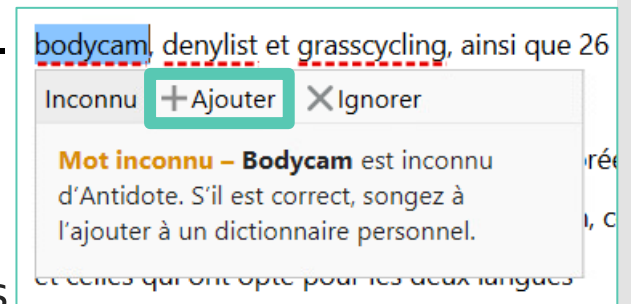 bodycam, denylist et grasscycling, ainsi que 26
Inconnu + Ajouter × Ignorer
Mot inconnu – Bodycam est inconnu
d’Antidote. S’il est correct, songez à
l’ajouter à un dictionnaire personnel.
et celles qui ont opté pour les deux langues